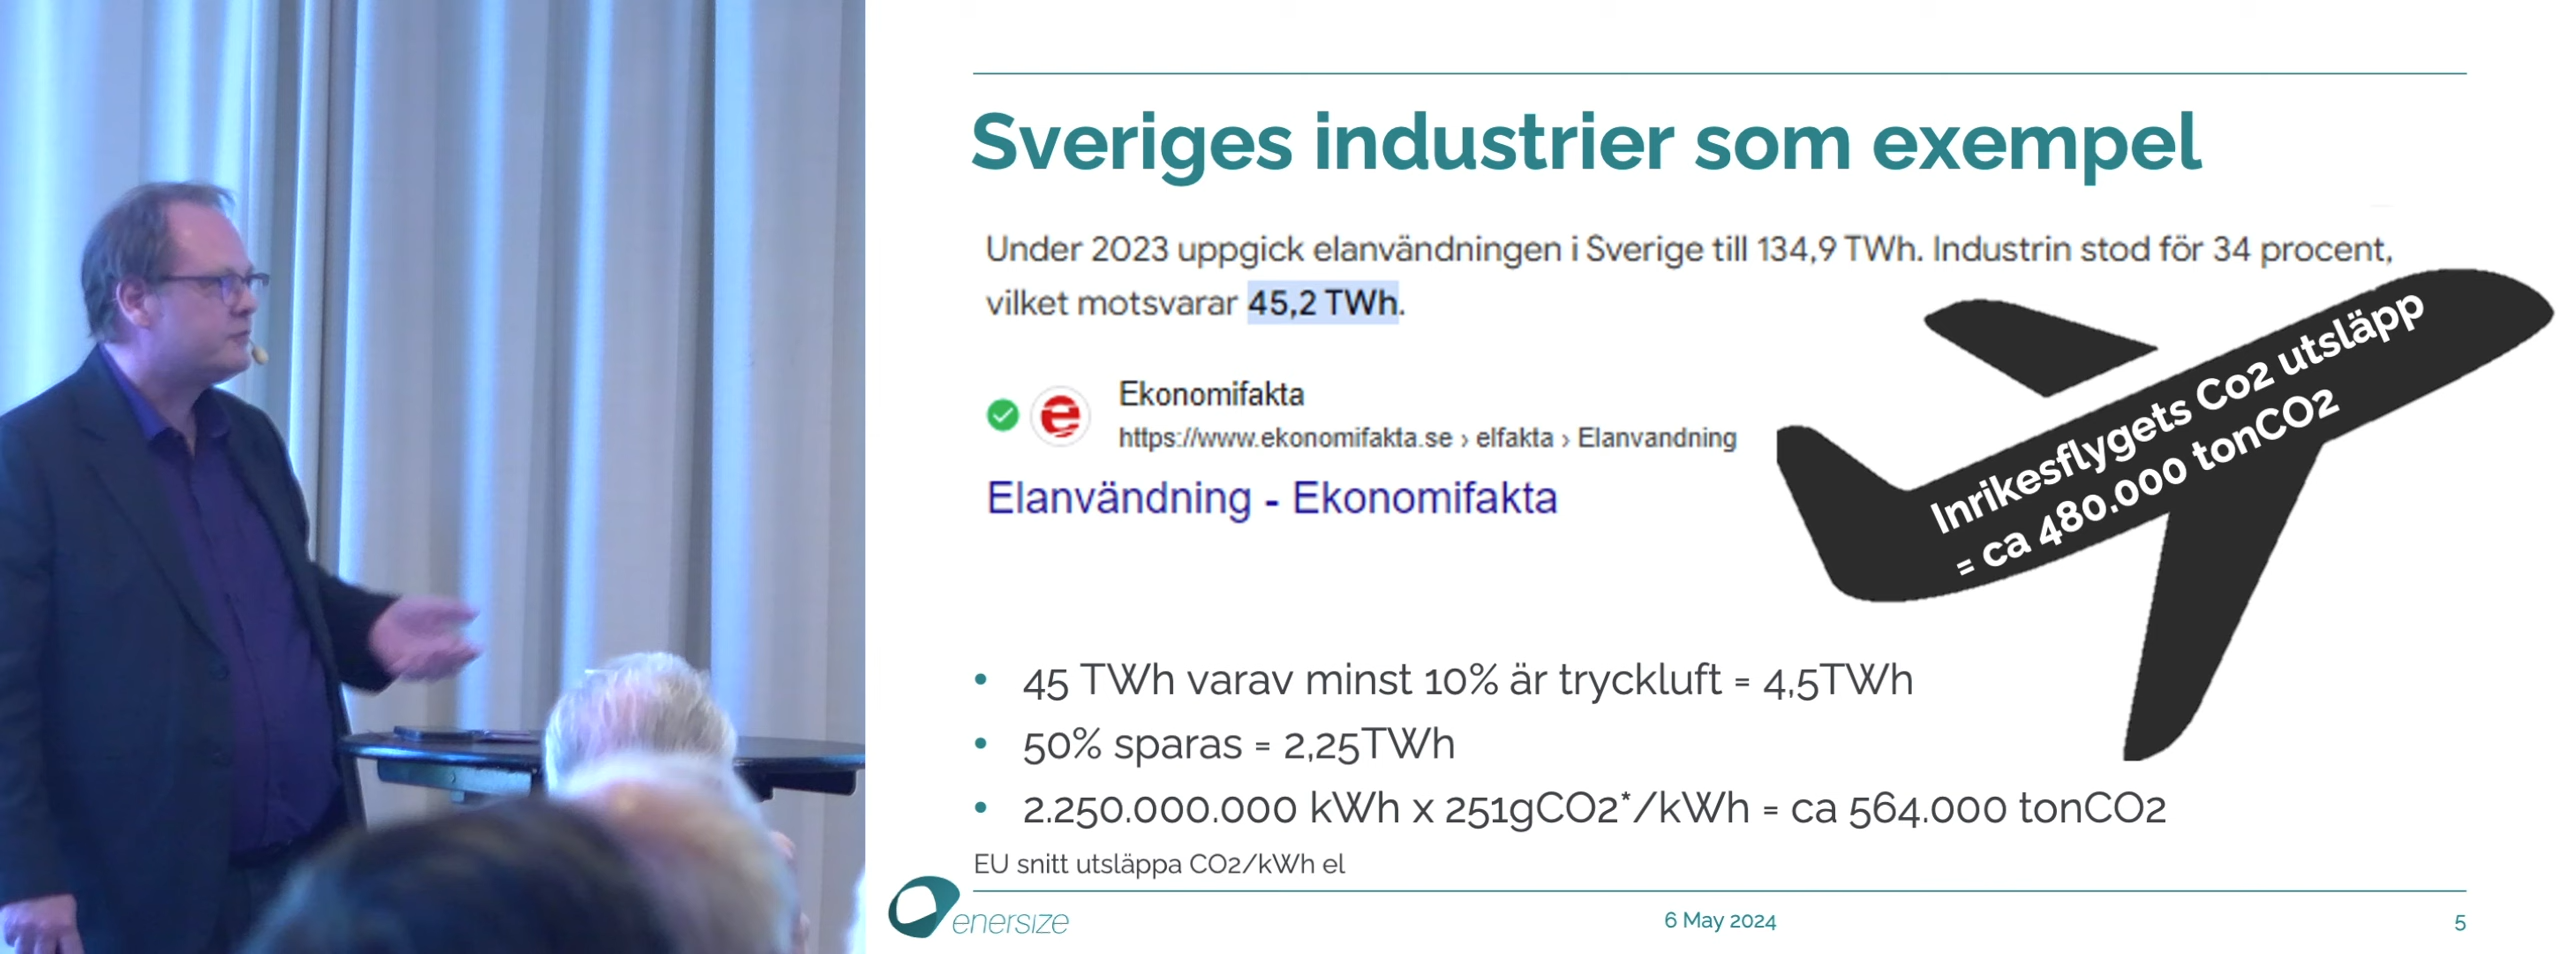 Sveriges industrier som exempel
Under 2023 uppgick elanvändningen i Sverige till 134,9 TWh. Industrin stod för 34 procent,
vilket motsvarar 45,2 TWh.
Ekonomifakta
https://www.ekonomifakta.se › elfakta › Elanvandning
Elanvändning - Ekonomifakta
Inrikesflygets Co2 utsläpp
= ca 480.000 tonCO2
• 45 TWh varav minst 10% är tryckluft = 4,5TWh
• 50% sparas = 2,25TWh
• 2.250.000.000 kWh x 251gCO2*/kWh = ca 564.000 tonCO2
EU snitt utsläppa CO2/kWh el
enersize
6 May 2024
5